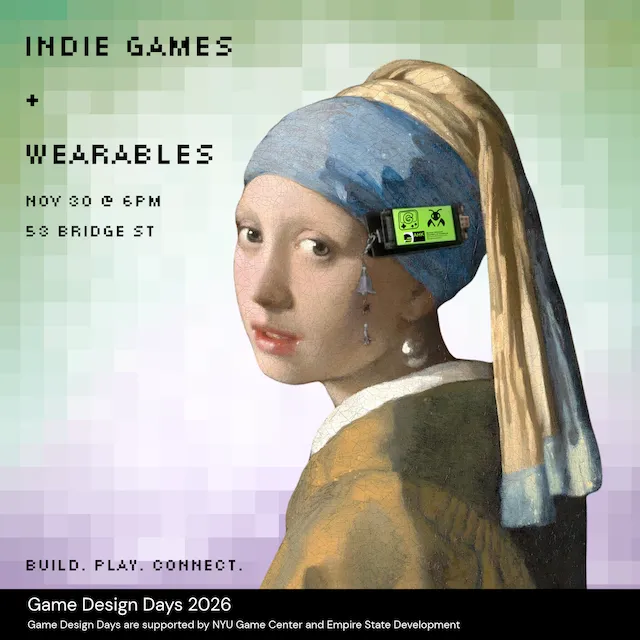 INDIE GAMES
+
WEARABLES
NOV 30 @ 6PM
53 BRIDGE ST
BUILD. PLAY. CONNECT.
Game Design Days 2026
Game Design Days are supported by NYU Game Center and Empire State Development